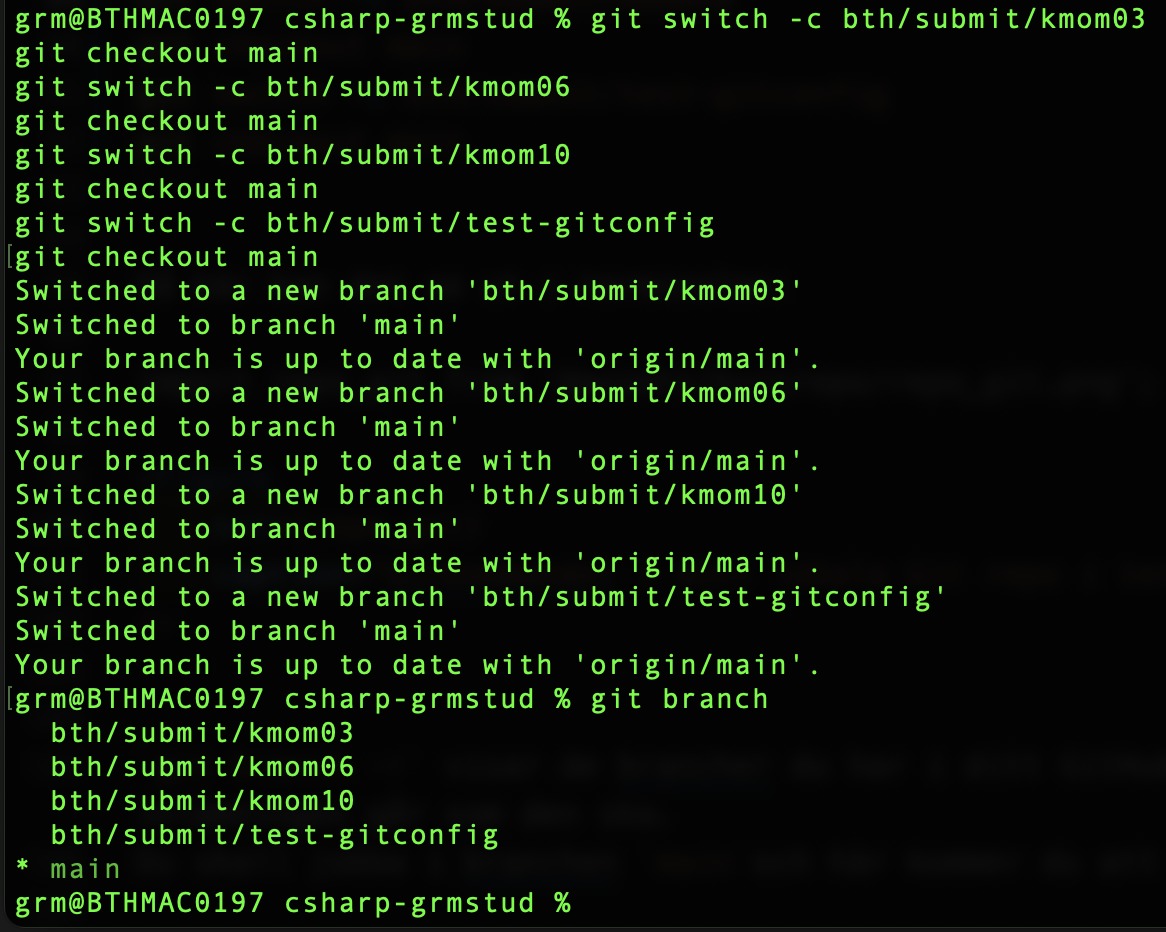 grm@BTHMAC0197 csharp-grmstud % git switch -c bth/submit/kmom03
git checkout main
git switch -c bth/submit/kmom06
git checkout main
git switch -c bth/submit/kmom10
git checkout main
git switch -c bth/submit/test-gitconfig
[git checkout main
Switched to a new branch 'bth/submit/kmom03'
Switched to branch 'main'
Your branch is up to date with 'origin/main'.
Switched to a new branch 'bth/submit/kmom06'
Switched to branch 'main'
Your branch is up to date with 'origin/main'.
Switched to a new branch 'bth/submit/kmom10'
Switched to branch 'main'
Your branch is up to date with 'origin/main'.
Switched to a new branch 'bth/submit/test-gitconfig'
Switched to branch 'main'
Your branch is up to date with 'origin/main'.
[grm@BTHMAC0197 csharp-grmstud % git branch
  bth/submit/kmom03
  bth/submit/kmom06
  bth/submit/kmom10
  bth/submit/test-gitconfig
* main
grm@BTHMAC0197 csharp-grmstud %